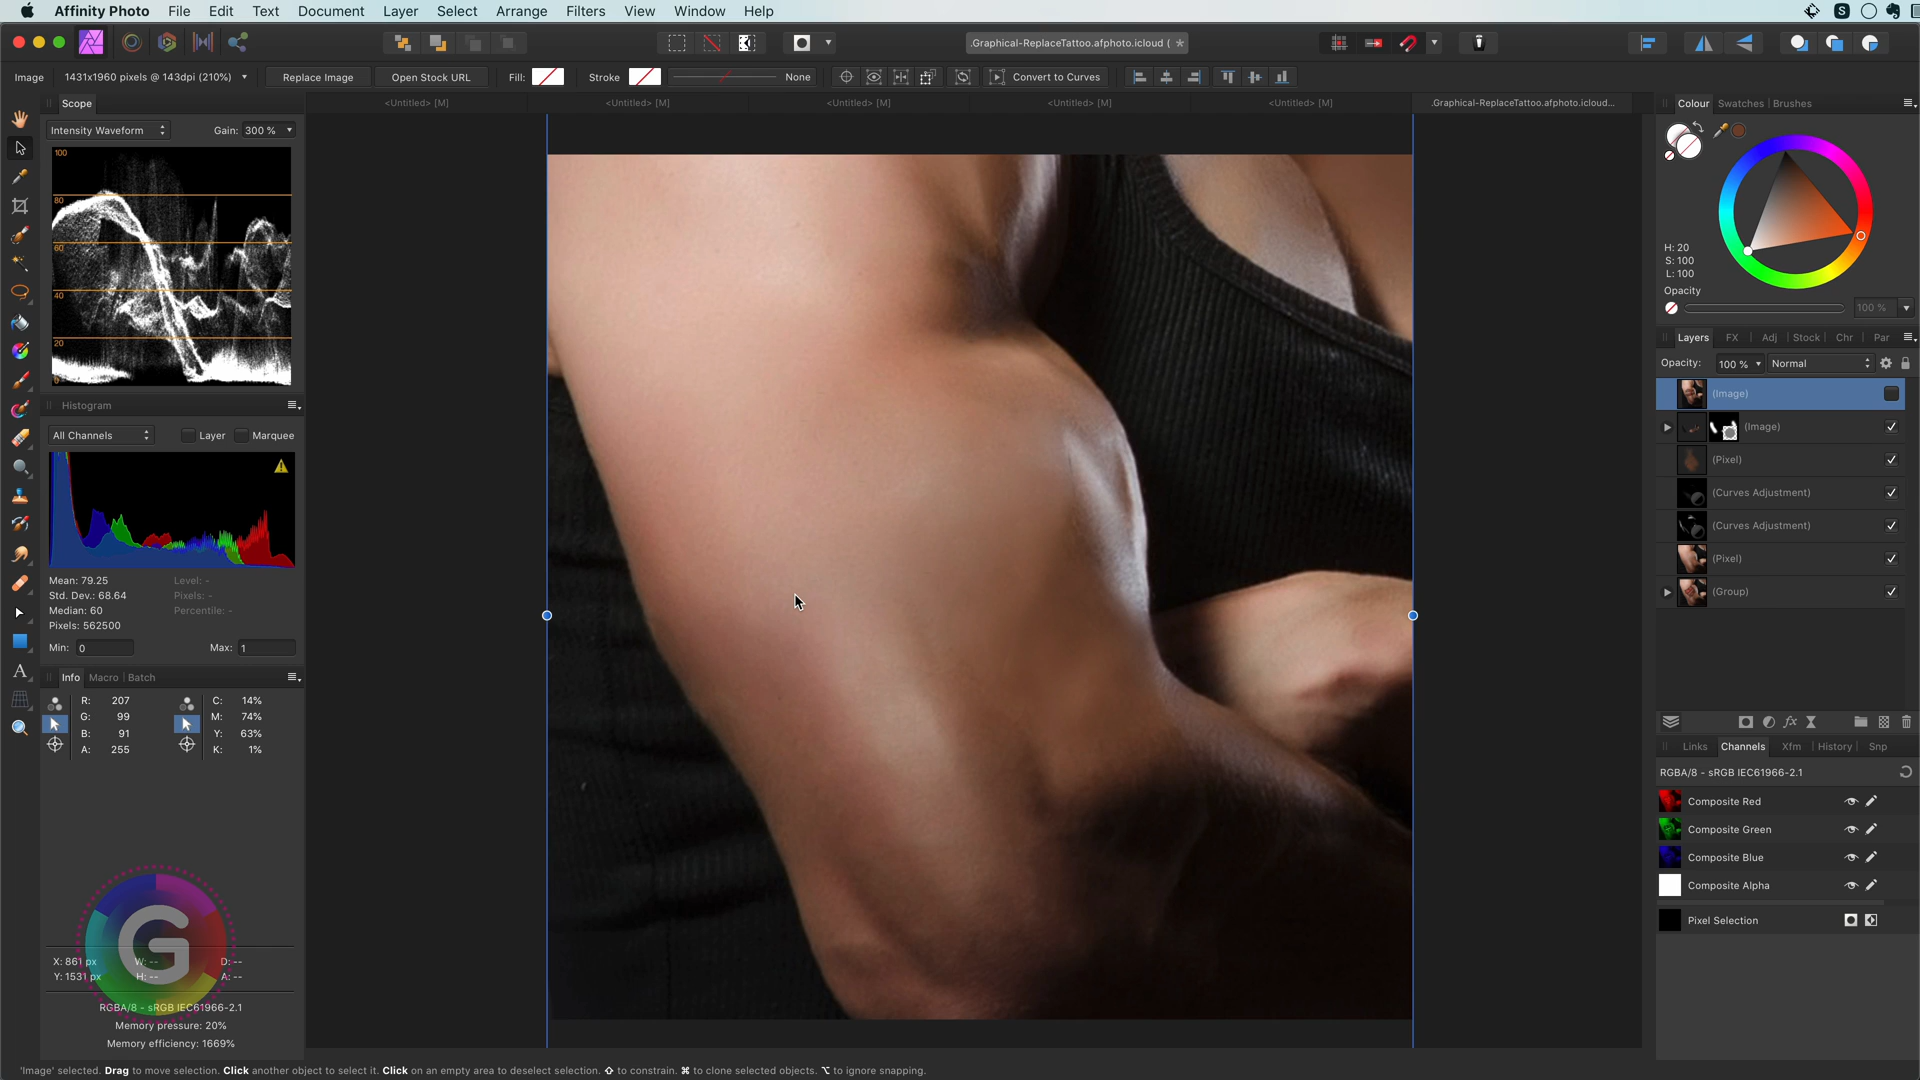 Affinity Photo File Edit Text Document Layer Select Arrange Filters View Window Help
.Graphical-ReplaceTattoo.afphoto.icloud (
Image 1431x1960 pixels @ 143dpi (210%) Replace Image Open Stock URL Fill: Stroke None Convert to Curves
<Untitled> [M] <Untitled> [M] <Untitled> [M] <Untitled> [M] <Untitled> [M] .Graphical-ReplaceTattoo.afphoto.icloud...
Scope
Intensity Waveform Gain: 300 %
100
80
60
40
20
0
Histogram
All Channels Layer Marquee
Mean: 79.25 Level: -
Std. Dev.: 68.64 Pixels: -
Median: 60 Percentile: -
Pixels: 562500
Min: 0 Max: 1
Info Macro Batch
R: 207 C: 14%
G: 99 M: 74%
B: 91 Y: 63%
A: 255 K: 1%
G
X: 861 px W: -- D: --
Y: 1531 px H: -- A: --
RGBA/8 - sRGB IEC61966-2.1
Memory pressure: 20%
Memory efficiency: 1669%
Colour Swatches Brushes
H: 20
S: 100
L: 100
Opacity
100 %
Layers FX Adj Stock Chr Par
Opacity: 100 % Normal
(Image)
(Image)
(Pixel)
(Curves Adjustment)
(Curves Adjustment)
(Pixel)
(Group)
Links Channels Xfm History Snp
RGBA/8 - sRGB IEC61966-2.1
Composite Red
Composite Green
Composite Blue
Composite Alpha
Pixel Selection
'Image' selected. Drag to move selection. Click another object to select it. Click on an empty area to deselect selection. ⇧ to constrain. ⌘ to clone selected objects. ⌥ to ignore snapping.